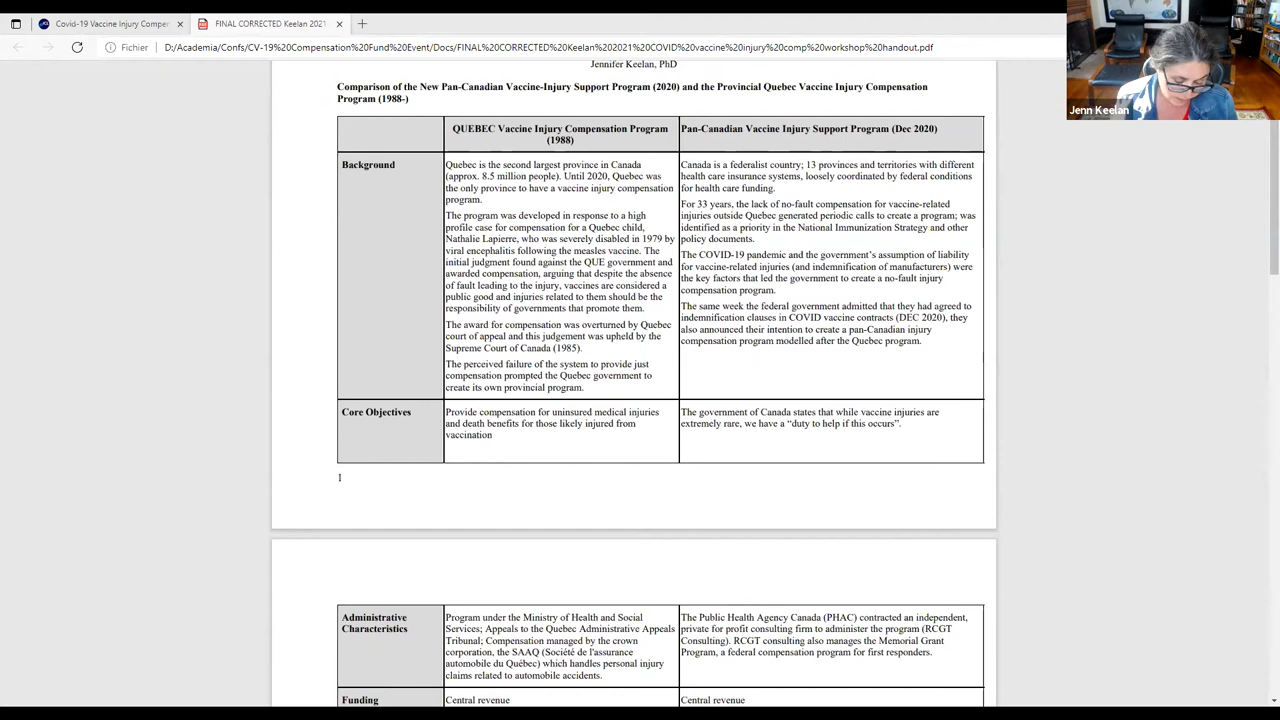 Covid-19 Vaccine Injury Comper
FINAL CORRECTED Keelan 2021
Fichier
D:/Academia/Confs/CV-19%20Compensation%20Fund%20Event/Docs/FINAL%20CORRECTED%20Keelan%202021%20COVID%20vaccine%20injury%20comp%20workshop%20handout.pdf
Jenn Keelan
Jennifer Keelan, PhD
Comparison of the New Pan-Canadian Vaccine-Injury Support Program (2020) and the Provincial Quebec Vaccine Injury Compensation
Program (1988-)
QUEBEC Vaccine Injury Compensation Program
(1988)
Pan-Canadian Vaccine Injury Support Program (Dec 2020)
Background
Quebec is the second largest province in Canada
(approx. 8.5 million people). Until 2020, Quebec was
the only province to have a vaccine injury compensation
program.
The program was developed in response to a high
profile case for compensation for a Quebec child,
Nathalie Lapierre, who was severely disabled in 1979 by
viral encephalitis following the measles vaccine. The
initial judgment found against the QUE government and
awarded compensation, arguing that despite the absence
of fault leading to the injury, vaccines are considered a
public good and injuries related to them should be the
responsibility of governments that promote them.
The award for compensation was overturned by Quebec
court of appeal and this judgement was upheld by the
Supreme Court of Canada (1985).
The perceived failure of the system to provide just
compensation prompted the Quebec government to
create its own provincial program.
Canada is a federalist country; 13 provinces and territories with different
health care insurance systems, loosely coordinated by federal conditions
for health care funding.
For 33 years, the lack of no-fault compensation for vaccine-related
injuries outside Quebec generated periodic calls to create a program; was
identified as a priority in the National Immunization Strategy and other
policy documents.
The COVID-19 pandemic and the government's assumption of liability
for vaccine-related injuries (and indemnification of manufacturers) were
the key factors that led the government to create a no-fault injury
compensation program.
The same week the federal government admitted that they had agreed to
indemnification clauses in COVID vaccine contracts (DEC 2020), they
also announced their intention to create a pan-Canadian injury
compensation program modelled after the Quebec program.
Core Objectives
Provide compensation for uninsured medical injuries
and death benefits for those likely injured from
vaccination
The government of Canada states that while vaccine injuries are
extremely rare, we have a “duty to help if this occurs”.
1
Administrative
Characteristics
Program under the Ministry of Health and Social
Services; Appeals to the Quebec Administrative Appeals
Tribunal; Compensation managed by the crown
corporation, the SAAQ (Société de l'assurance
automobile du Québec) which handles personal injury
claims related to automobile accidents.
The Public Health Agency Canada (PHAC) contracted an independent,
private for profit consulting firm to administer the program (RCGT
Consulting). RCGT consulting also manages the Memorial Grant
Program, a federal compensation program for first responders.
Funding
Central revenue
Central revenue